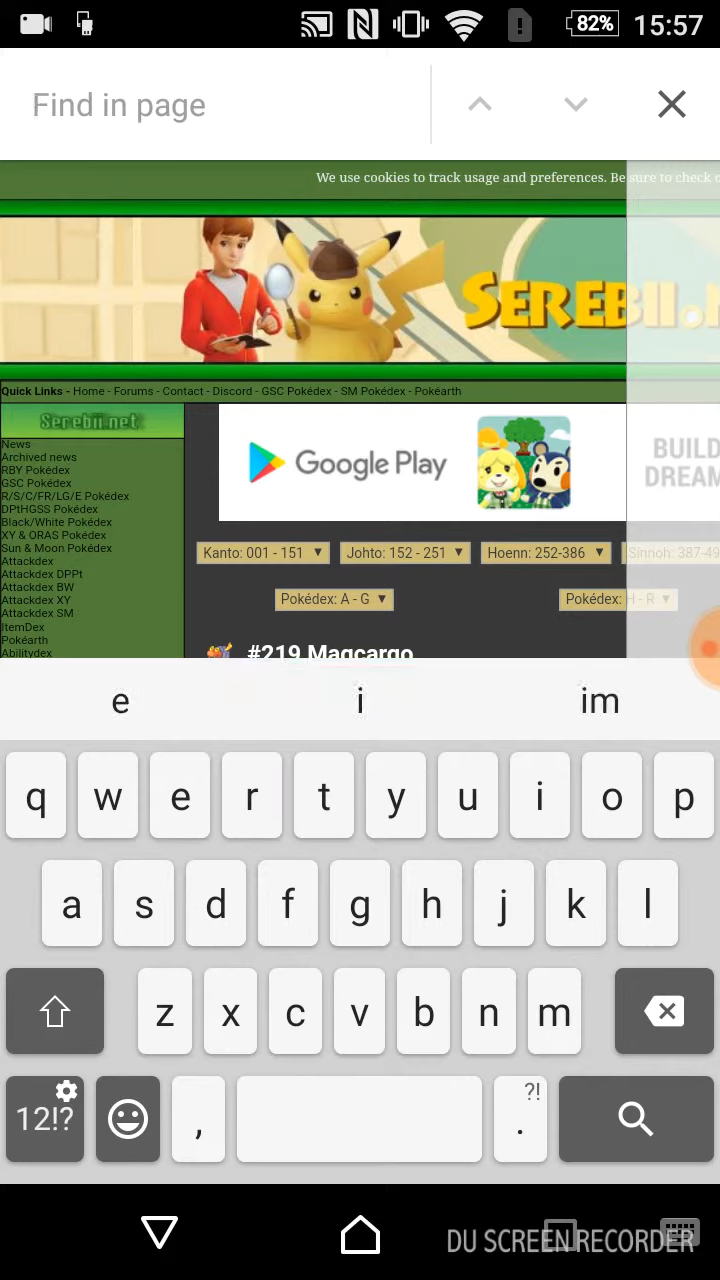 82% 15:57
Find in page
We use cookies to track usage and preferences. Be sure to check o
SEREBII.N
Quick Links - Home - Forums - Contact - Discord - GSC Pokédex - SM Pokédex - Pokéarth
Serebii.net
News
Archived news
RBY Pokédex
GSC Pokédex
R/S/C/FR/LG/E Pokédex
DPtHGSS Pokédex
Black/White Pokédex
XY & ORAS Pokédex
Sun & Moon Pokédex
Attackdex
Attackdex DPPt
Attackdex BW
Attackdex XY
Attackdex SM
ItemDex
Pokéarth
Abilitydex
Google Play
BUILD
DREAM
Kanto: 001 - 151 Johto: 152 - 251 Hoenn: 252-386 Sinnoh: 387-49
Pokédex: A - G Pokédex: H - R
#219 Magcargo
e i im
q w e r t y u i o p
a s d f g h j k l
z x c v b n m
12!? , . ?!
DU SCREEN RECORDER